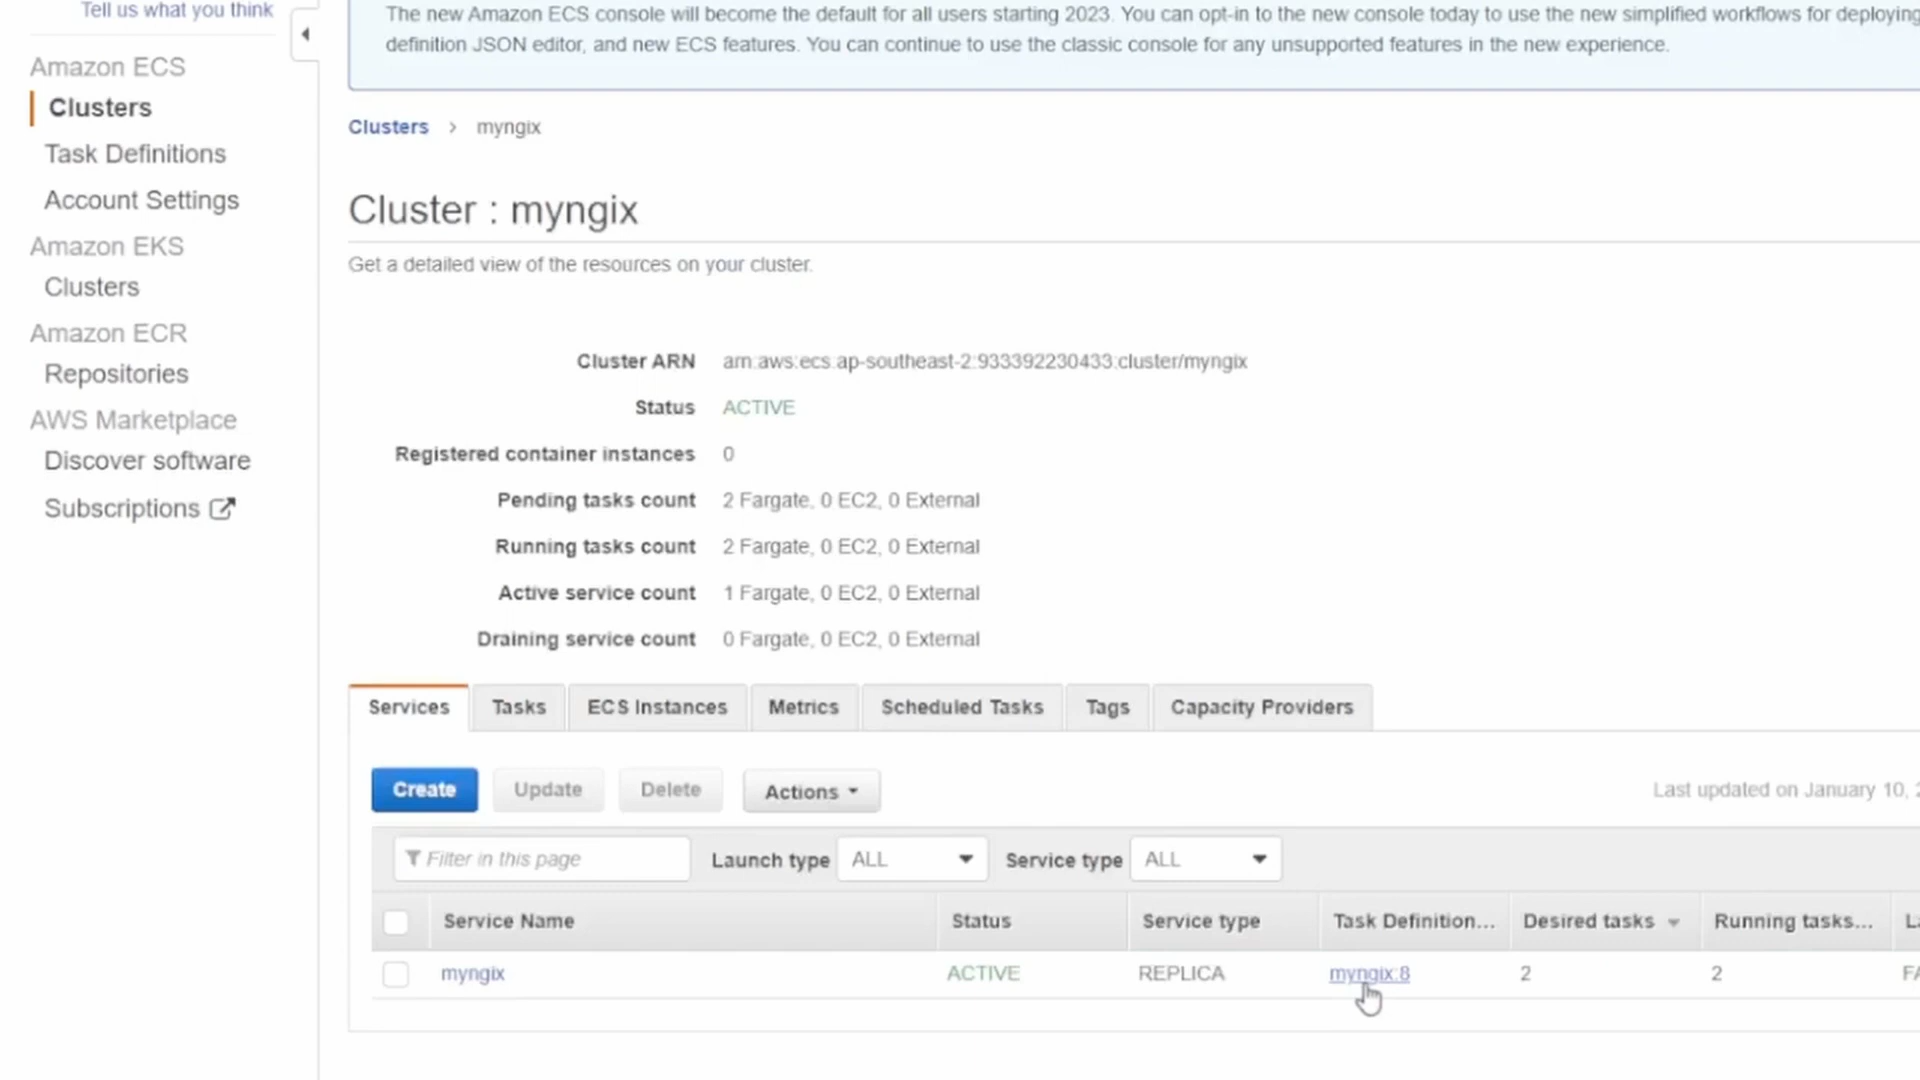 Tell us what you think
Amazon ECS
Clusters
Task Definitions
Account Settings
Amazon EKS
Clusters
Amazon ECR
Repositories
AWS Marketplace
Discover software
Subscriptions
The new Amazon ECS console will become the default for all users starting 2023. You can opt-in to the new console today to use the new simplified workflows for deploying
definition JSON editor, and new ECS features. You can continue to use the classic console for any unsupported features in the new experience.
Clusters > myngix
Cluster : myngix
Get a detailed view of the resources on your cluster.
Cluster ARN arn:aws:ecs:ap-southeast-2:933392230433:cluster/myngix
Status ACTIVE
Registered container instances 0
Pending tasks count 2 Fargate, 0 EC2, 0 External
Running tasks count 2 Fargate, 0 EC2, 0 External
Active service count 1 Fargate, 0 EC2, 0 External
Draining service count 0 Fargate, 0 EC2, 0 External
Services Tasks ECS Instances Metrics Scheduled Tasks Tags Capacity Providers
Create Update Delete Actions Last updated on January 10,
Filter in this page Launch type ALL Service type ALL
Service Name Status Service type Task Definition... Desired tasks Running tasks...
myngix ACTIVE REPLICA myngix:8 2 2